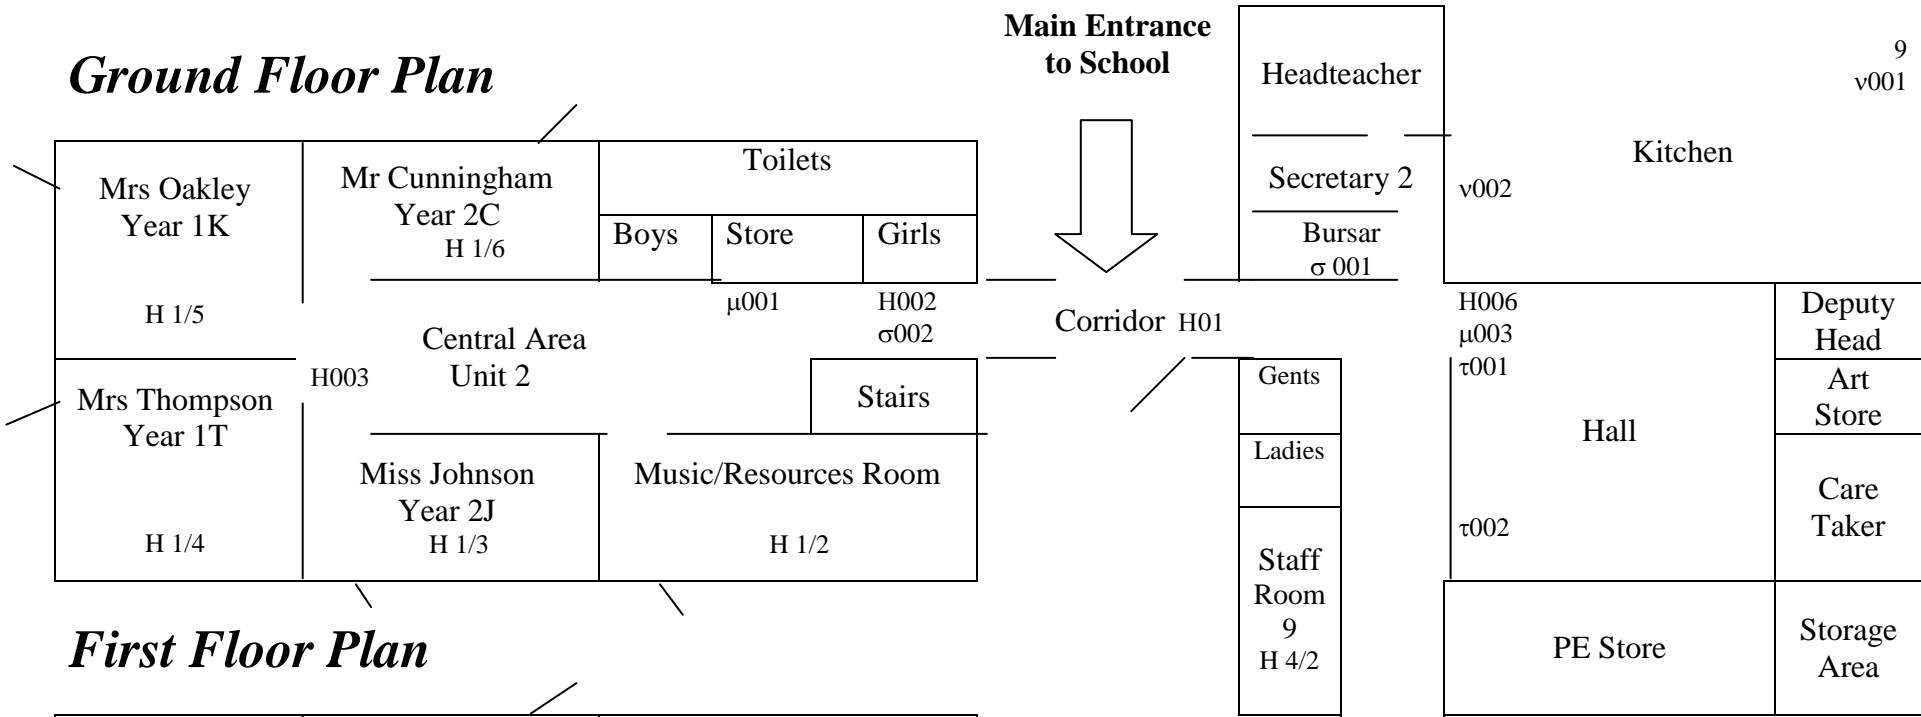 Ground Floor Plan
Main Entrance
to School
Headteacher
9
ν001
Kitchen
Mrs Oakley
Year 1K
H 1/5
Mr Cunningham
Year 2C
H 1/6
Toilets
Boys
Store
Girls
Secretary 2
ν002
Bursar
σ 001
μ001
H002
σ002
Corridor H01
H006
μ003
τ001
Deputy
Head
Central Area
Unit 2
H003
Stairs
Gents
Art
Store
Mrs Thompson
Year 1T
H 1/4
Miss Johnson
Year 2J
H 1/3
Music/Resources Room
H 1/2
Ladies
Hall
τ002
Care
Taker
Staff
Room
9
H 4/2
PE Store
Storage
Area
First Floor Plan